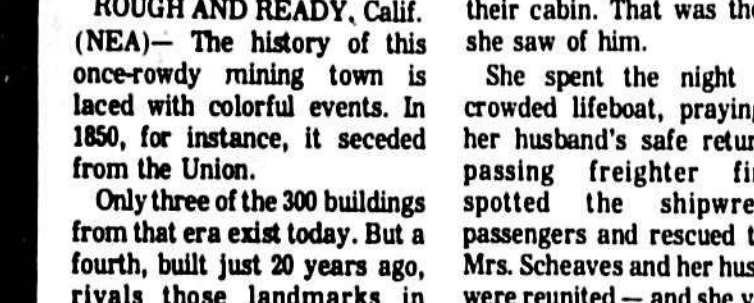 ROUGH AND READY, Calif.
(NEA)— The history of this
once-rowdy mining town is
laced with colorful events. In
1850, for instance, it seceded
from the Union.
Only three of the 300 buildings
from that era exist today. But a
fourth, built just 20 years ago,
rivals those landmarks in
their cabin. That was the
she saw of him.
She spent the night
crowded lifeboat, praying
her husband's safe retur
passing freighter fi
spotted the shipwre
passengers and rescued t
Mrs. Scheaves and her hus
were reunited — and she